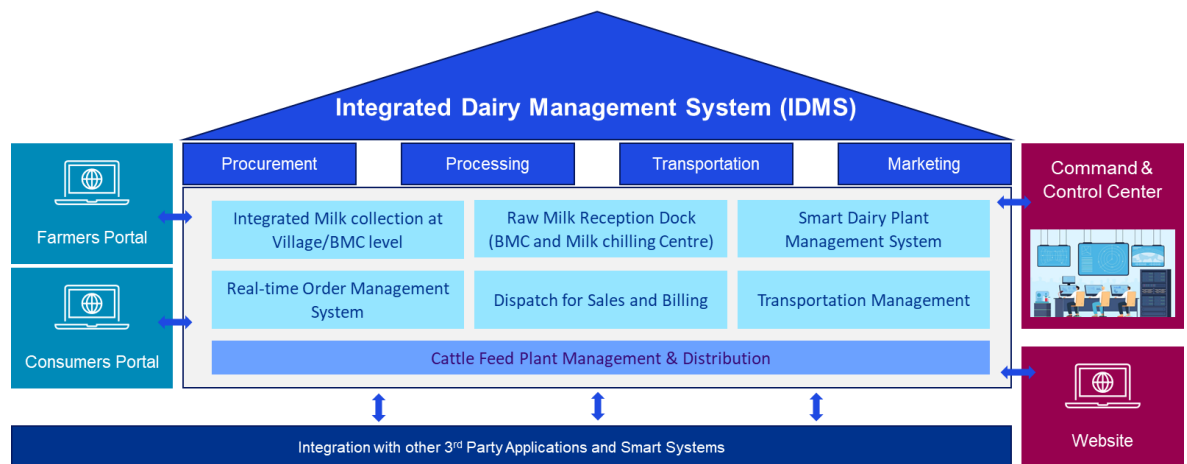 Integrated Dairy Management System (IDMS)
Procurement
Processing
Transportation
Marketing
Farmers Portal
Consumers Portal
Integrated Milk collection at
Village/BMC level
Raw Milk Reception Dock
(BMC and Milk chilling Centre)
Smart Dairy Plant
Management System
Real-time Order Management
System
Dispatch for Sales and Billing
Transportation Management
Cattle Feed Plant Management & Distribution
Command &
Control Center
Website
Integration with other 3rd Party Applications and Smart Systems